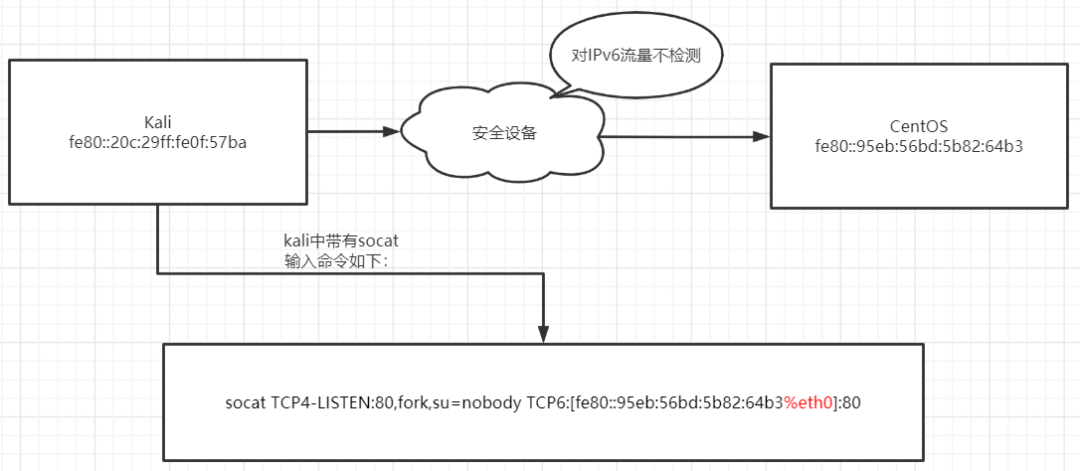 对IPv6流量不检测
Kali
fe80::20c:29ff:fe0f:57ba
安全设备
CentOS
fe80::95eb:56bd:5b82:64b3
kali中带有socat
输入命令如下：
socat TCP4-LISTEN:80,fork,su=nobody TCP6:[fe80::95eb:56bd:5b82:64b3%eth0]:80